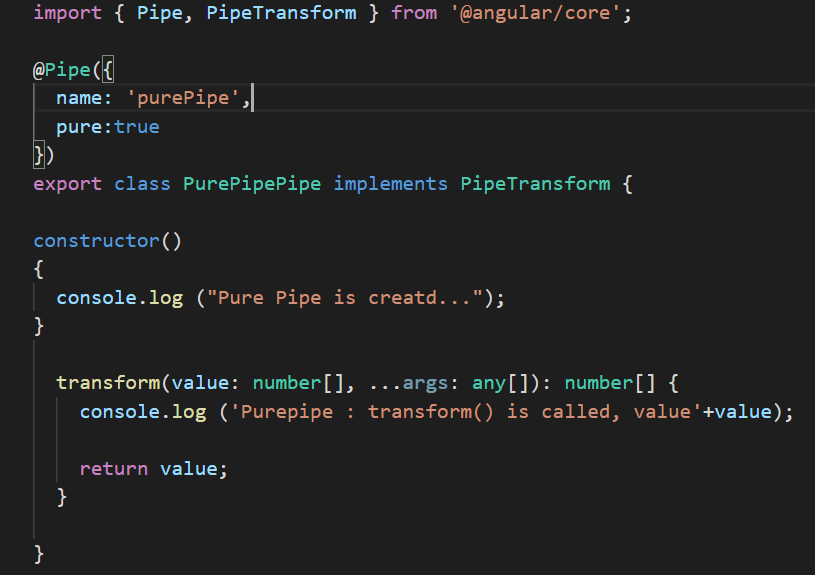 import { Pipe, PipeTransform } from '@angular/core';
@Pipe({
  name: 'purePipe',
  pure:true
})
export class PurePipePipe implements PipeTransform {
constructor()
{
  console.log ("Pure Pipe is creatd...");
}
  transform(value: number[], ...args: any[]): number[] {
    console.log ('Purepipe : transform() is called, value'+value);
    return value;
  }
}